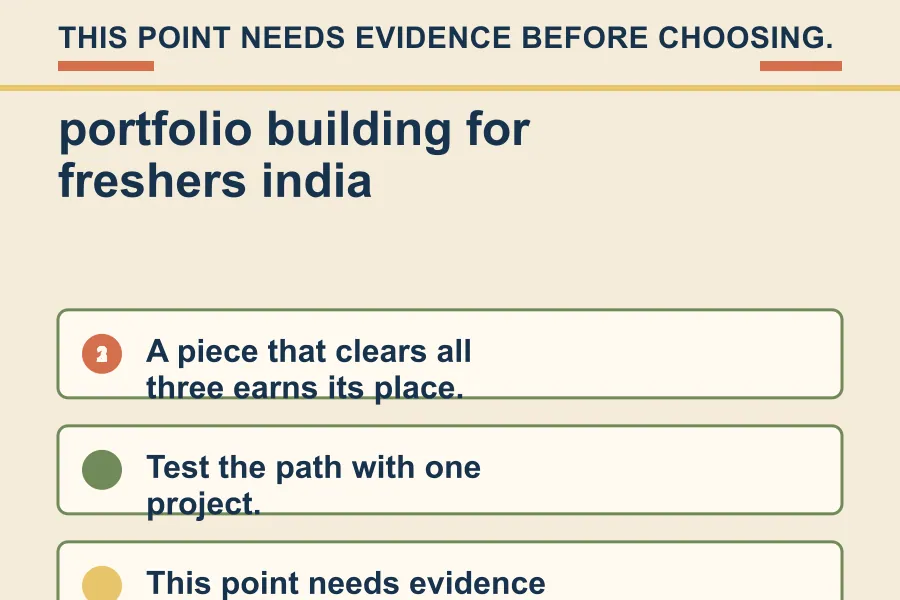 THIS POINT NEEDS EVIDENCE BEFORE CHOOSING.
portfolio building for
freshers india
A piece that clears all
three earns its place.
Test the path with one
project.
This point needs evidence